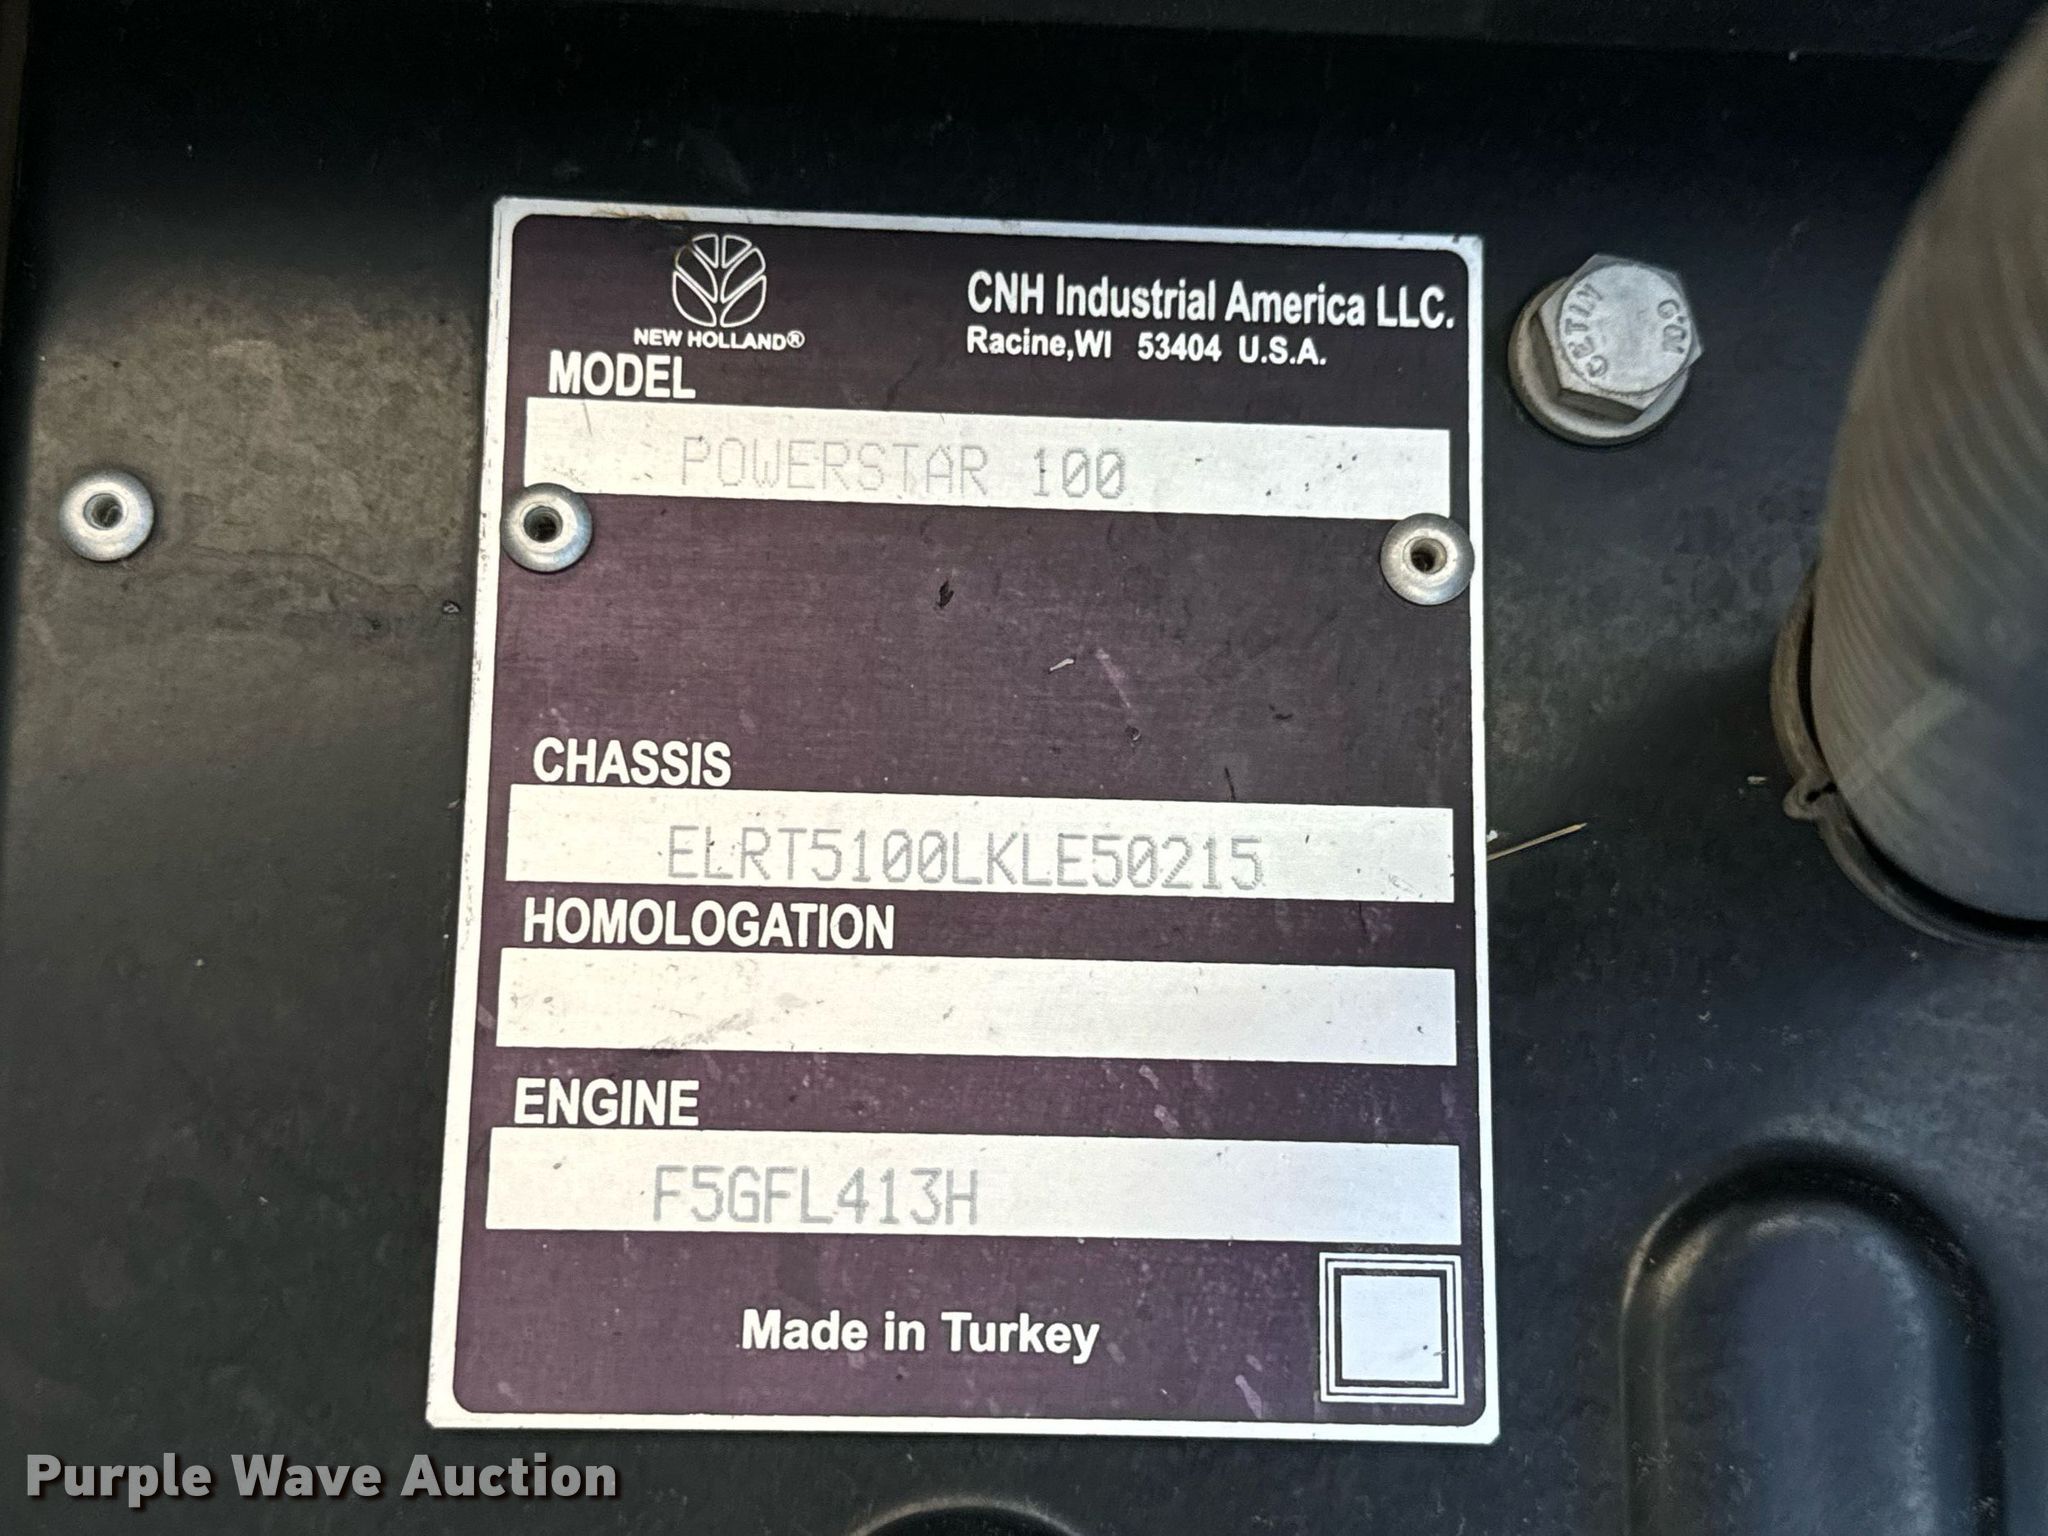 NEW HOLLAND®
CNH Industrial America LLC.
Racine,WI 53404 U.S.A.
MODEL
POWERSTAR 100
CHASSIS
ELRT5100LKLE50215
HOMOLOGATION
ENGINE
F5GFL413H
Made in Turkey
Purple Wave Auction